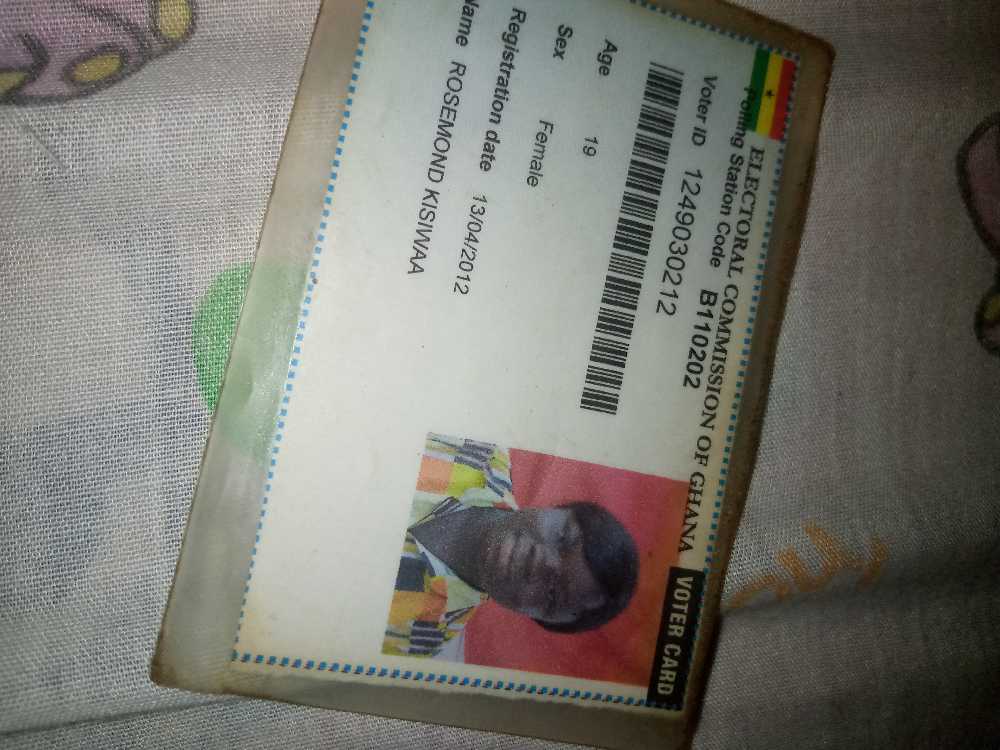 ELECTORAL COMMISSION OF GHANA
VOTER CARD
Polling Station Code B110202
Voter ID 1249030212
Age 19
Sex Female
Registration date 13/04/2012
Name ROSEMOND KISIWAA